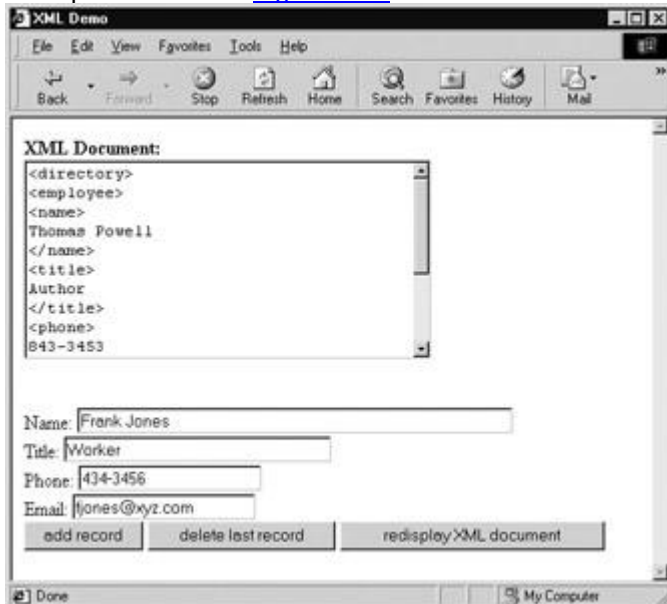 XML Demo
File Edit View Favorites Tools Help
Back Forward Stop Refresh Home Search Favorites History Mail »
XML Document:
<directory>
<employee>
<name>
Thomas Powell
</name>
<title>
Author
</title>
<phone>
843-3453
Name: Frank Jones
Title: Worker
Phone: 434-3456
Email: fjones@xyz.com
add record delete last record redisplay XML document
Done My Computer